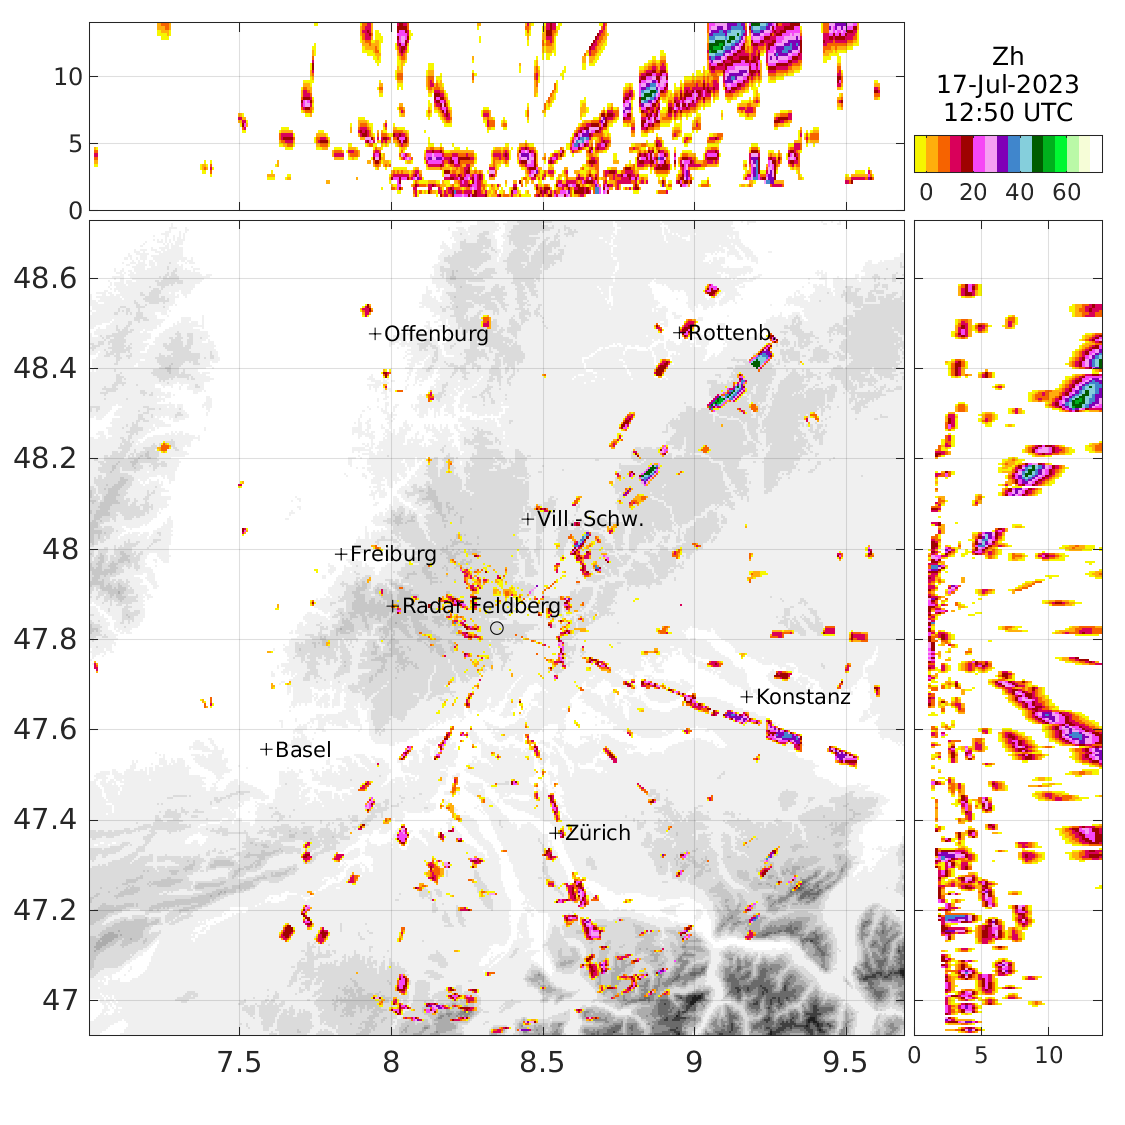 10
5
0
Zh
17-Jul-2023
12:50 UTC
0 20 40 60
48.6
48.4
48.2
48
47.8
47.6
47.4
47.2
47
+Offenburg
+Rottenb.
+Vill.-Schw.
+Freiburg
+Radar Feldberg
+Konstanz
+Basel
+Zürich
7.5 8 8.5 9 9.5
0 5 10